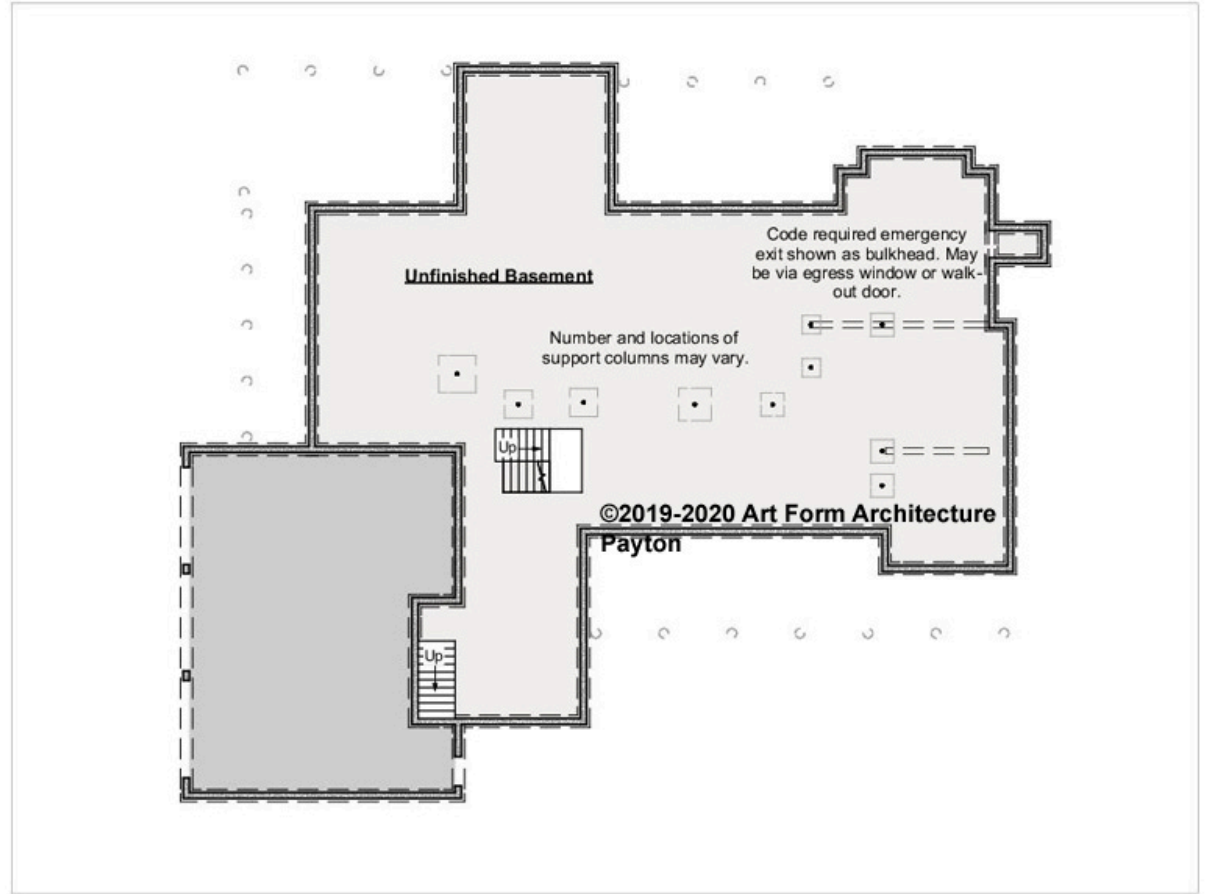 Code required emergency
exit shown as bulkhead. May
be via egress window or walk-
out door.
Unfinished Basement
Number and locations of
support columns may vary.
Up
©2019-2020 Art Form Architecture
Payton
Up